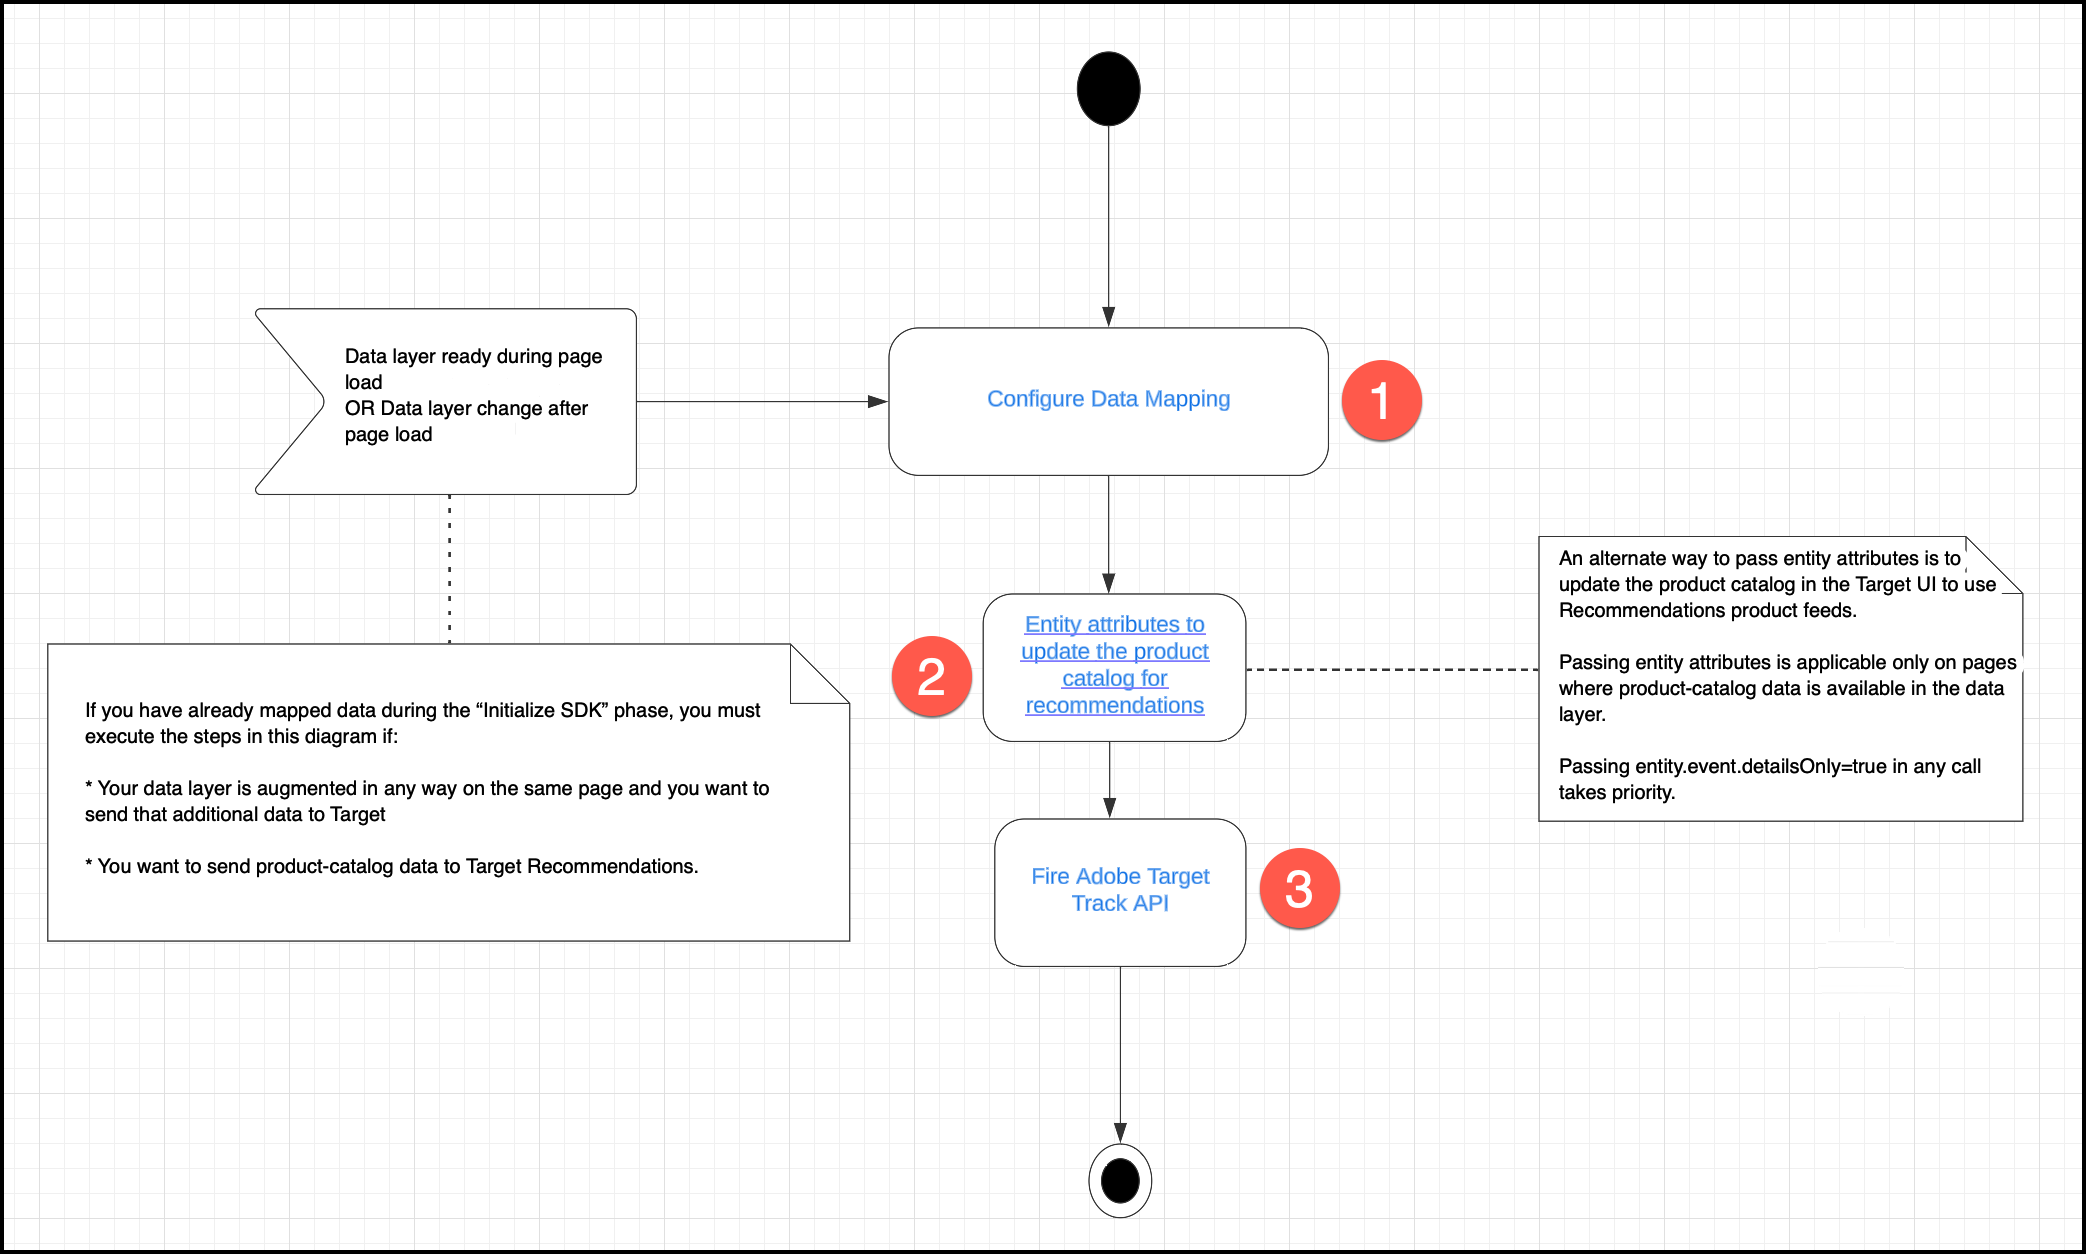 Data layer ready during page
load
OR Data layer change after
page load
Configure Data Mapping
1
An alternate way to pass entity attributes is to
update the product catalog in the Target UI to use
Recommendations product feeds.
Passing entity attributes is applicable only on pages
where product-catalog data is available in the data
layer.
Passing entity.event.detailsOnly=true in any call
takes priority.
2
Entity attributes to
update the product
catalog for
recommendations
If you have already mapped data during the “Initialize SDK” phase, you must
execute the steps in this diagram if:
* Your data layer is augmented in any way on the same page and you want to
send that additional data to Target
* You want to send product-catalog data to Target Recommendations.
Fire Adobe Target
Track API
3